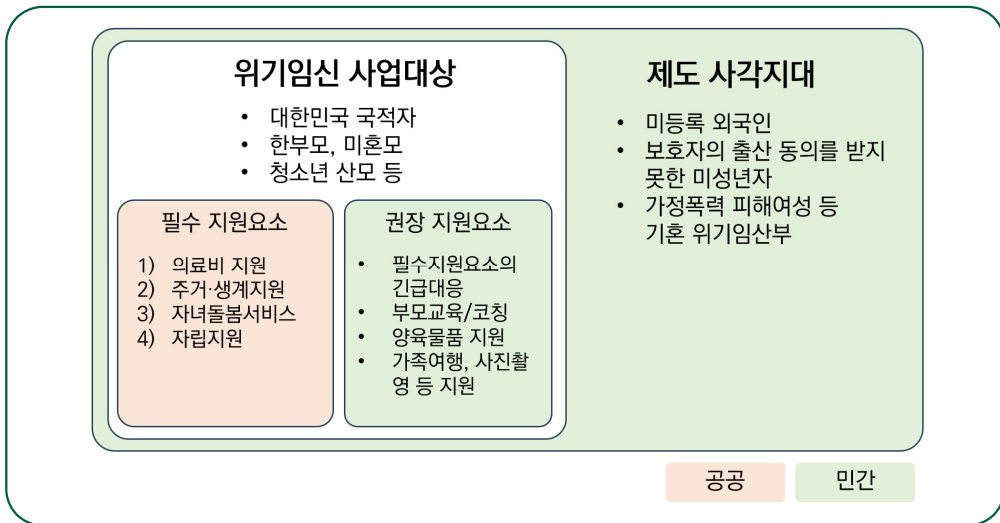 위기임신 사업대상
• 대한민국 국적자
• 한부모, 미혼모
• 청소년 산모 등
필수 지원요소
1) 의료비 지원
2) 주거·생계지원
3) 자녀돌봄서비스
4) 자립지원
권장 지원요소
• 필수지원요소의
긴급대응
• 부모교육/코칭
• 양육물품 지원
• 가족여행, 사진촬
영 등 지원
제도 사각지대
• 미등록 외국인
• 보호자의 출산 동의를 받지
못한 미성년자
• 가정폭력 피해여성 등
기혼 위기임산부
공공
민간